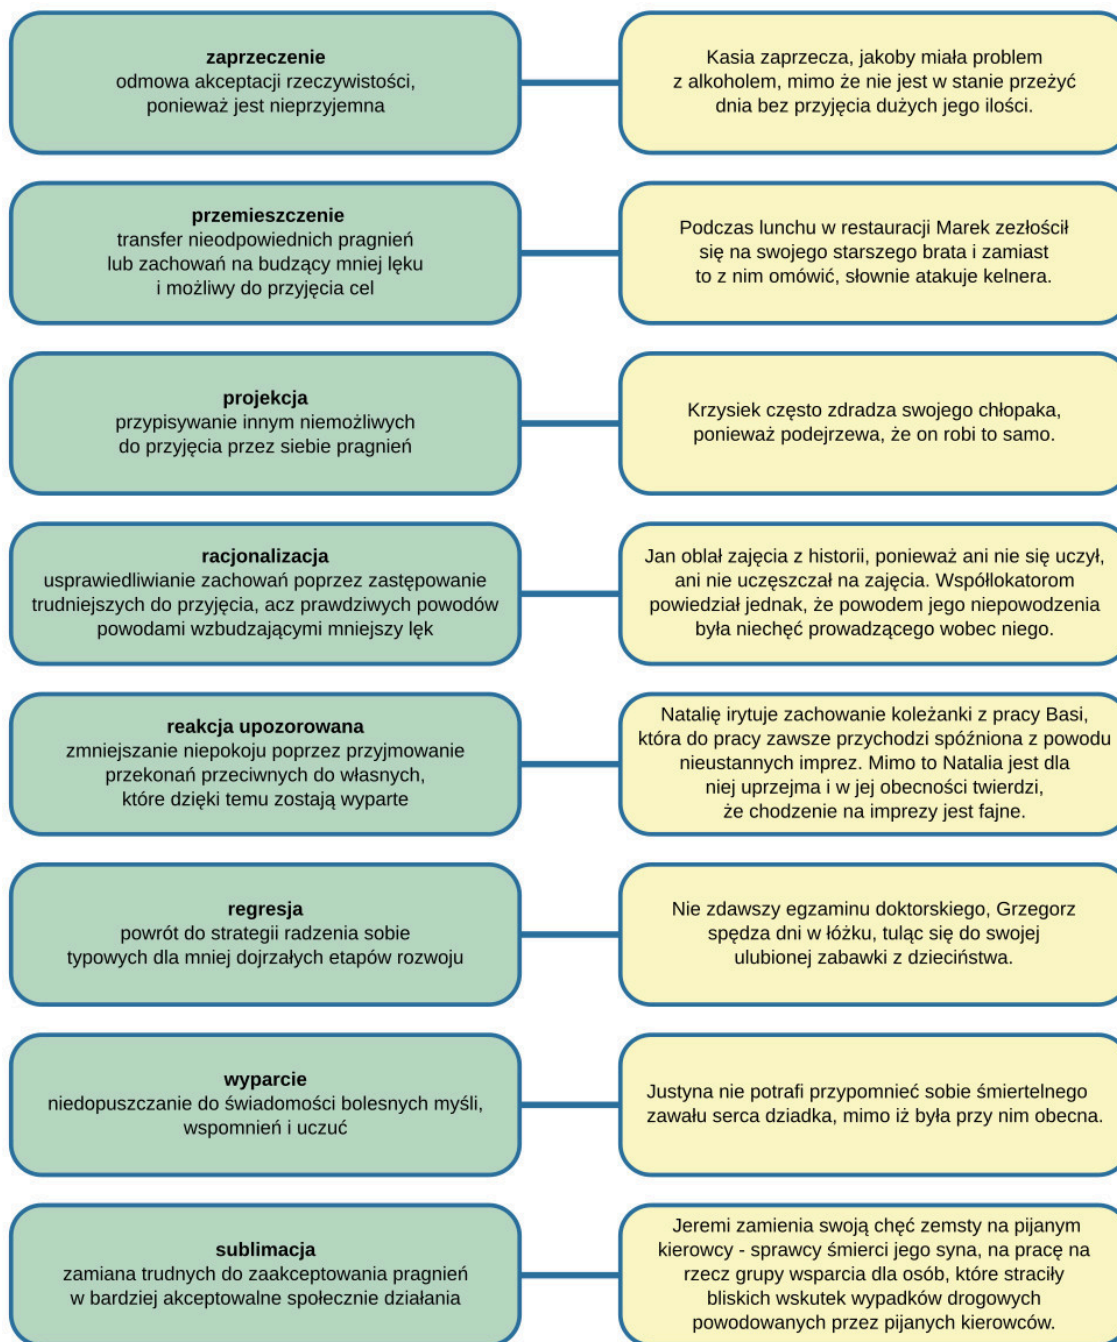 zaprzeczenie
odmowa akceptacji rzeczywistości,
ponieważ jest nieprzyjemna
Kasia zaprzecza, jakoby miała problem
z alkoholem, mimo że nie jest w stanie przeżyć
dnia bez przyjęcia dużych jego ilości.
przemieszczenie
transfer nieodpowiednich pragnień
lub zachowań na budzący mniej lęku
i możliwy do przyjęcia cel
Podczas lunchu w restauracji Marek zezłościł
się na swojego starszego brata i zamiast
to z nim omówić, słownie atakuje kelnera.
projekcja
przypisywanie innym niemożliwych
do przyjęcia przez siebie pragnień
Krzysiek często zdradza swojego chłopaka,
ponieważ podejrzewa, że on robi to samo.
racjonalizacja
usprawiedliwianie zachowań poprzez zastępowanie
trudniejszych do przyjęcia, acz prawdziwych powodów
powodami wzbudzającymi mniejszy lęk
Jan oblał zajęcia z historii, ponieważ ani nie się uczył,
ani nie uczęszczał na zajęcia. Współlokatorom
powiedział jednak, że powodem jego niepowodzenia
była niechęć prowadzącego wobec niego.
reakcja upozorowana
zmniejszanie niepokoju poprzez przyjmowanie
przekonań przeciwnych do własnych,
które dzięki temu zostają wyparte
Natalię irytuje zachowanie koleżanki z pracy Basi,
która do pracy zawsze przychodzi spóźniona z powodu
nieustannych imprez. Mimo to Natalia jest dla
niej uprzejma i w jej obecności twierdzi,
że chodzenie na imprezy jest fajne.
regresja
powrót do strategii radzenia sobie
typowych dla mniej dojrzałych etapów rozwoju
Nie zdawszy egzaminu doktorskiego, Grzegorz
spędza dni w łóżku, tuląc się do swojej
ulubionej zabawki z dzieciństwa.
wyparcie
niedopuszczanie do świadomości bolesnych myśli,
wspomnień i uczuć
Justyna nie potrafi przypomnieć sobie śmiertelnego
zawału serca dziadka, mimo iż była przy nim obecna.
sublimacja
zamiana trudnych do zaakceptowania pragnień
w bardziej akceptowalne społecznie działania
Jeremi zamienia swoją chęć zemsty na pijanym
kierowcy - sprawcy śmierci jego syna, na pracę na
rzecz grupy wsparcia dla osób, które straciły
bliskich wskutek wypadków drogowych
powodowanych przez pijanych kierowców.